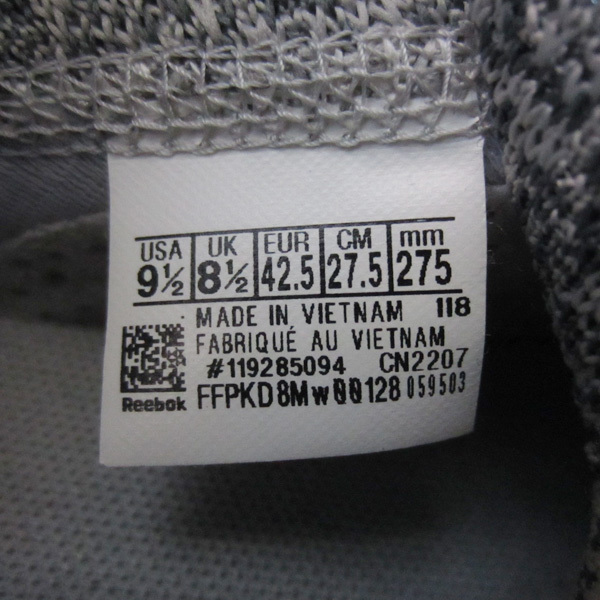 USA UK EUR CM mm
9½ 8½ 42.5 27.5 275
MADE IN VIETNAM 118
FABRIQUÉ AU VIETNAM
#119285094 CN2207
Reebok FFPKD8Mw00128 059503